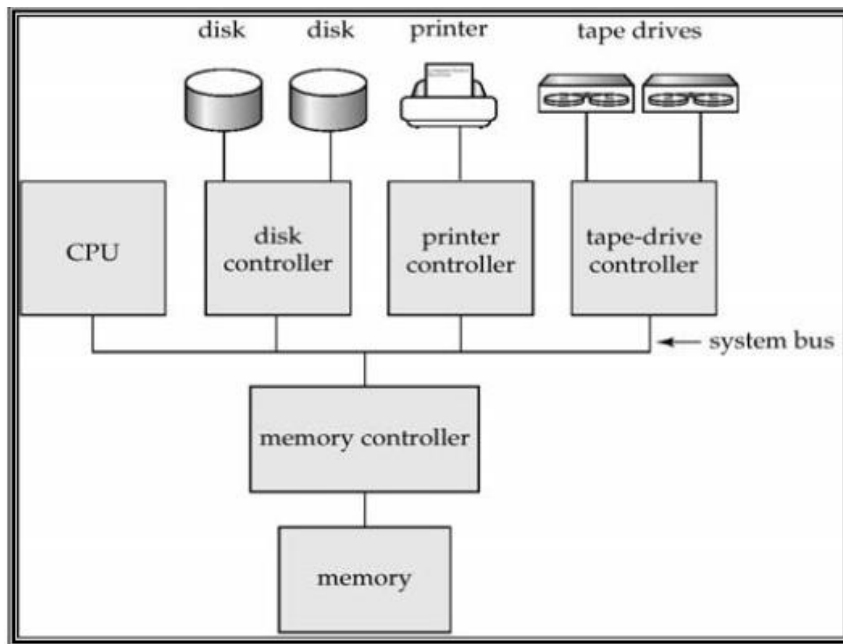 disk disk printer tape drives
CPU
disk
controller
printer
controller
tape-drive
controller
system bus
memory controller
memory